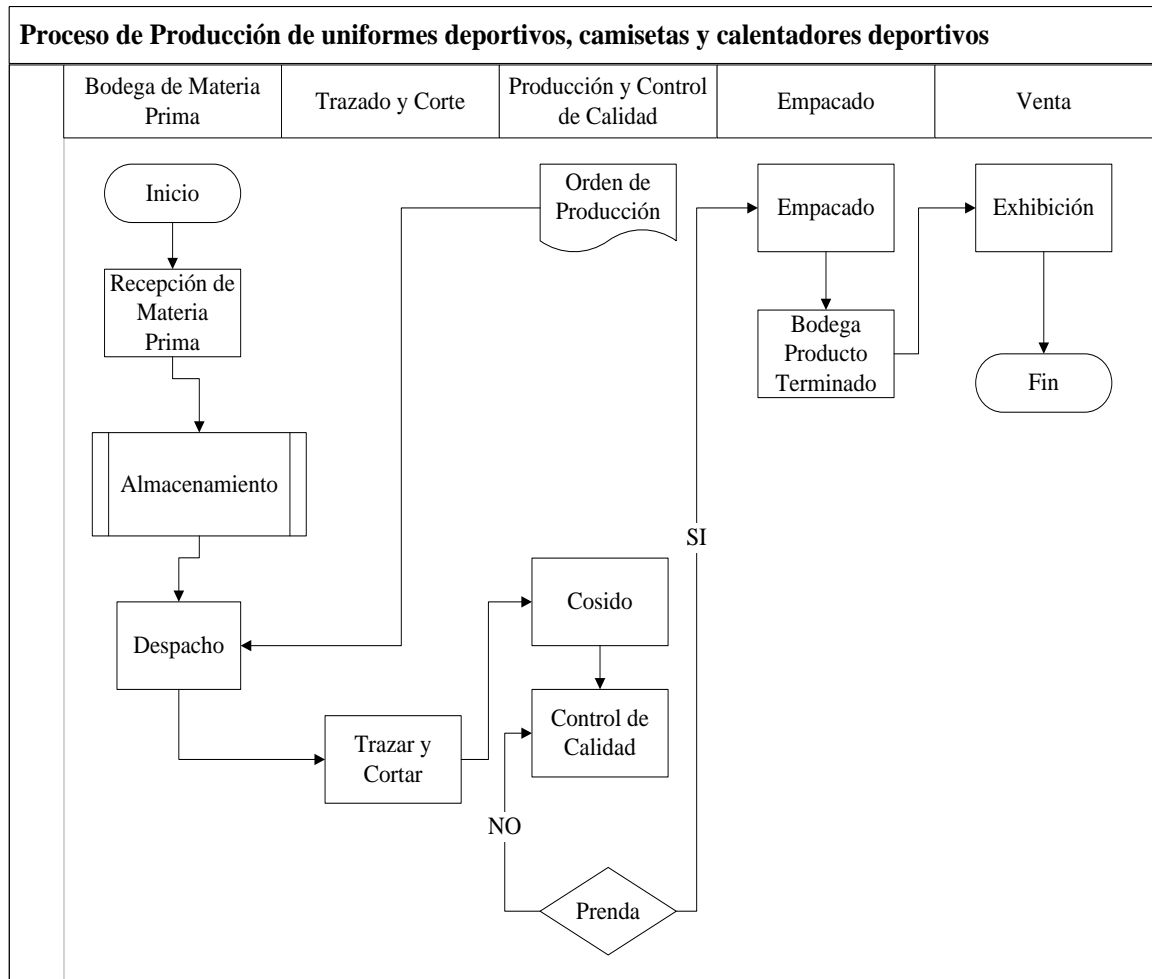 Proceso de Producción de uniformes deportivos, camisetas y calentadores deportivos
Bodega de Materia
Prima
Trazado y Corte
Producción y Control
de Calidad
Empacado
Venta
Inicio
Recepción de
Materia
Prima
Almacenamiento
Despacho
Trazar y
Cortar
Orden de
Producción
Cosido
Control de
Calidad
NO
Prenda
SI
Empacado
Bodega
Producto
Terminado
Exhibición
Fin